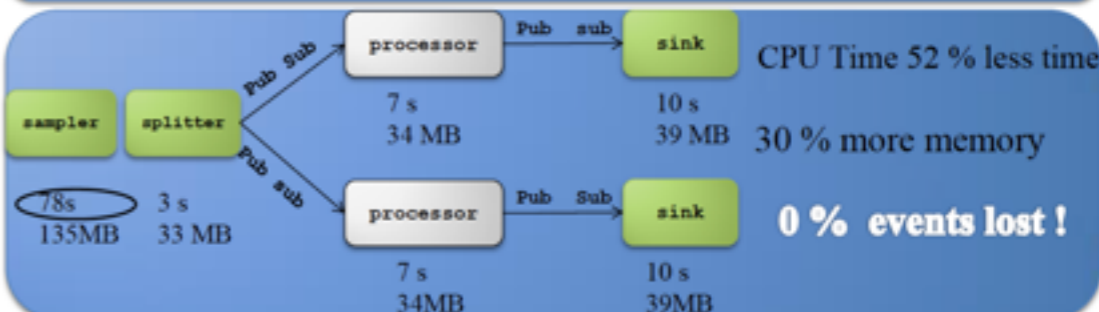 Pub Sub
processor
Pub sub
sink
CPU Time 52 % less time
7 s
34 MB
10 s
39 MB
30 % more memory
sampler
splitter
78s
135MB
3 s
33 MB
Pub sub
processor
Pub Sub
sink
0 % events lost !
7 s
34MB
10 s
39MB